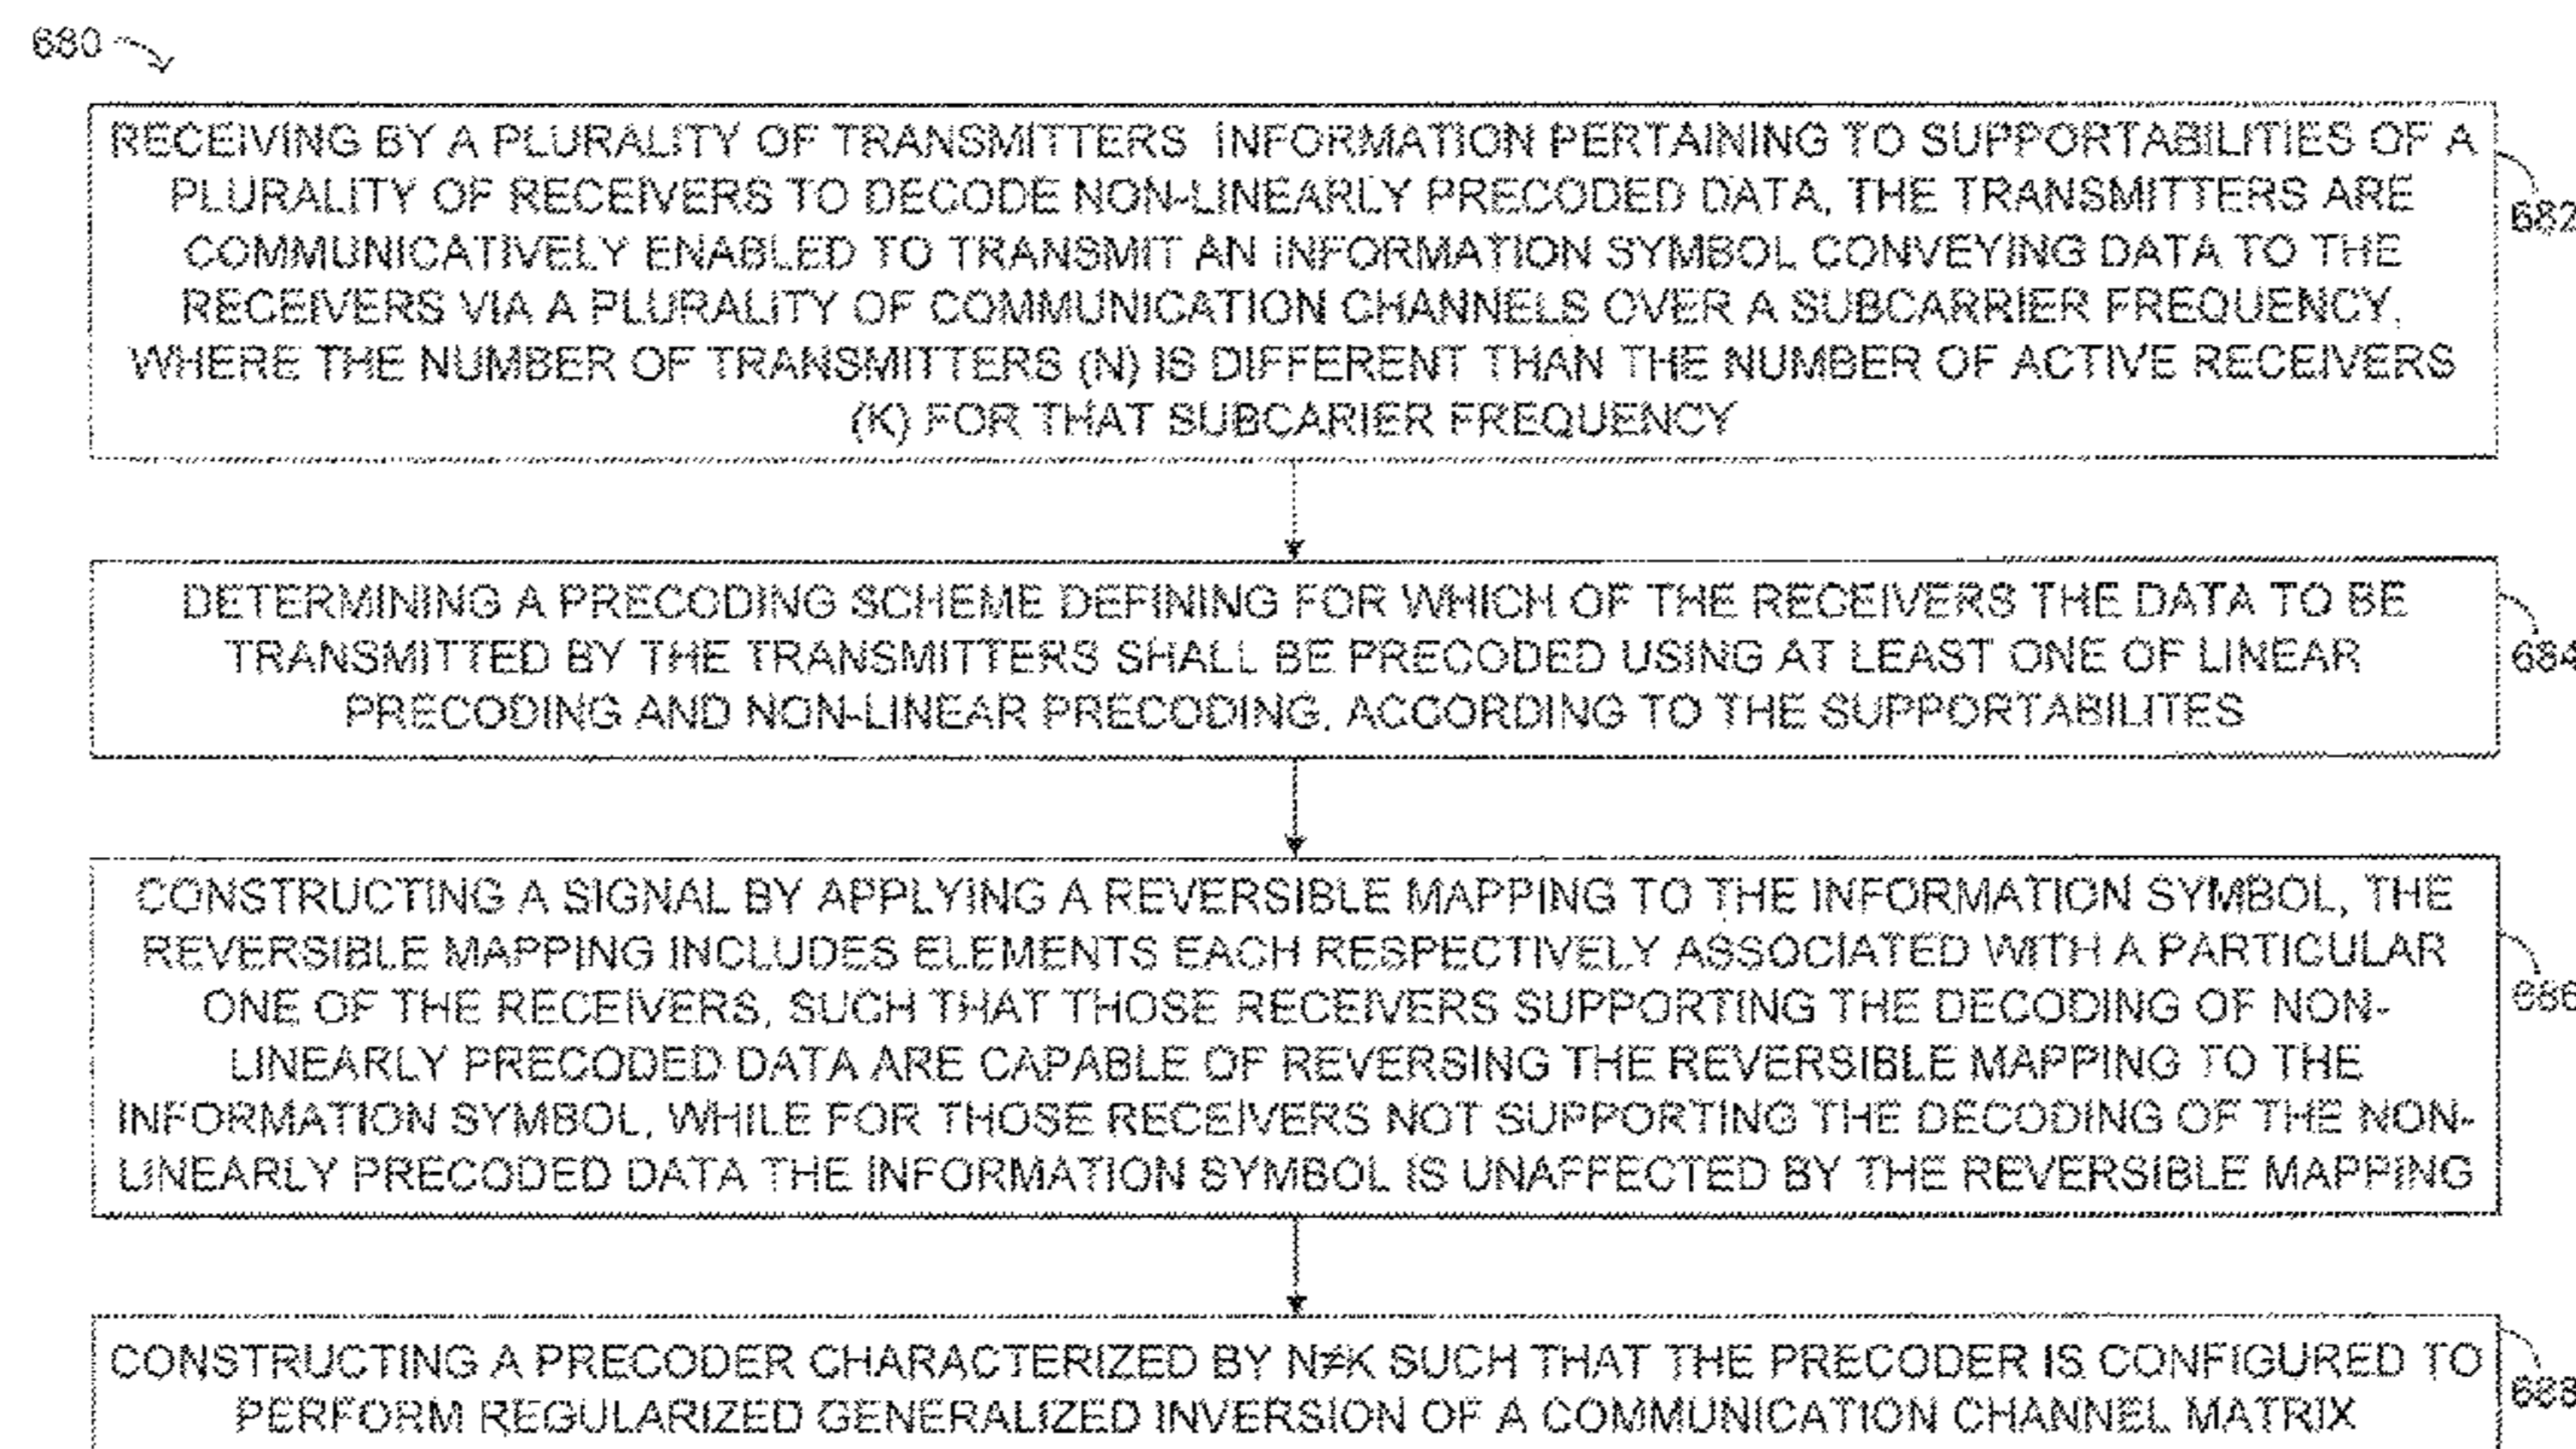 680
RECEIVING BY A PLURALITY OF TRANSMITTERS INFORMATION PERTAINING TO SUPPORTABILITIES OF A
PLURALITY OF RECEIVERS TO DECODE NON-LINEARLY PRECODED DATA, THE TRANSMITTERS ARE
COMMUNICATIVELY ENABLED TO TRANSMIT AN INFORMATION SYMBOL CONVEYING DATA TO THE
RECEIVERS VIA A PLURALITY OF COMMUNICATION CHANNELS OVER A SUBCARRIER FREQUENCY,
WHERE THE NUMBER OF TRANSMITTERS (N) IS DIFFERENT THAN THE NUMBER OF ACTIVE RECEIVERS
(K) FOR THAT SUBCARIER FREQUENCY
682
DETERMINING A PRECODING SCHEME DEFINING FOR WHICH OF THE RECEIVERS THE DATA TO BE
TRANSMITTED BY THE TRANSMITTERS SHALL BE PRECODED USING AT LEAST ONE OF LINEAR
PRECODING AND NON-LINEAR PRECODING, ACCORDING TO THE SUPPORTABILITES
684
CONSTRUCTING A SIGNAL BY APPLYING A REVERSIBLE MAPPING TO THE INFORMATION SYMBOL, THE
REVERSIBLE MAPPING INCLUDES ELEMENTS EACH RESPECTIVELY ASSOCIATED WITH A PARTICULAR
ONE OF THE RECEIVERS, SUCH THAT THOSE RECEIVERS SUPPORTING THE DECODING OF NON-
LINEARLY PRECODED DATA ARE CAPABLE OF REVERSING THE REVERSIBLE MAPPING TO THE
INFORMATION SYMBOL, WHILE FOR THOSE RECEIVERS NOT SUPPORTING THE DECODING OF THE NON-
LINEARLY PRECODED DATA THE INFORMATION SYMBOL IS UNAFFECTED BY THE REVERSIBLE MAPPING
686
CONSTRUCTING A PRECODER CHARACTERIZED BY N≠K SUCH THAT THE PRECODER IS CONFIGURED TO
PERFORM REGULARIZED GENERALIZED INVERSION OF A COMMUNICATION CHANNEL MATRIX
688